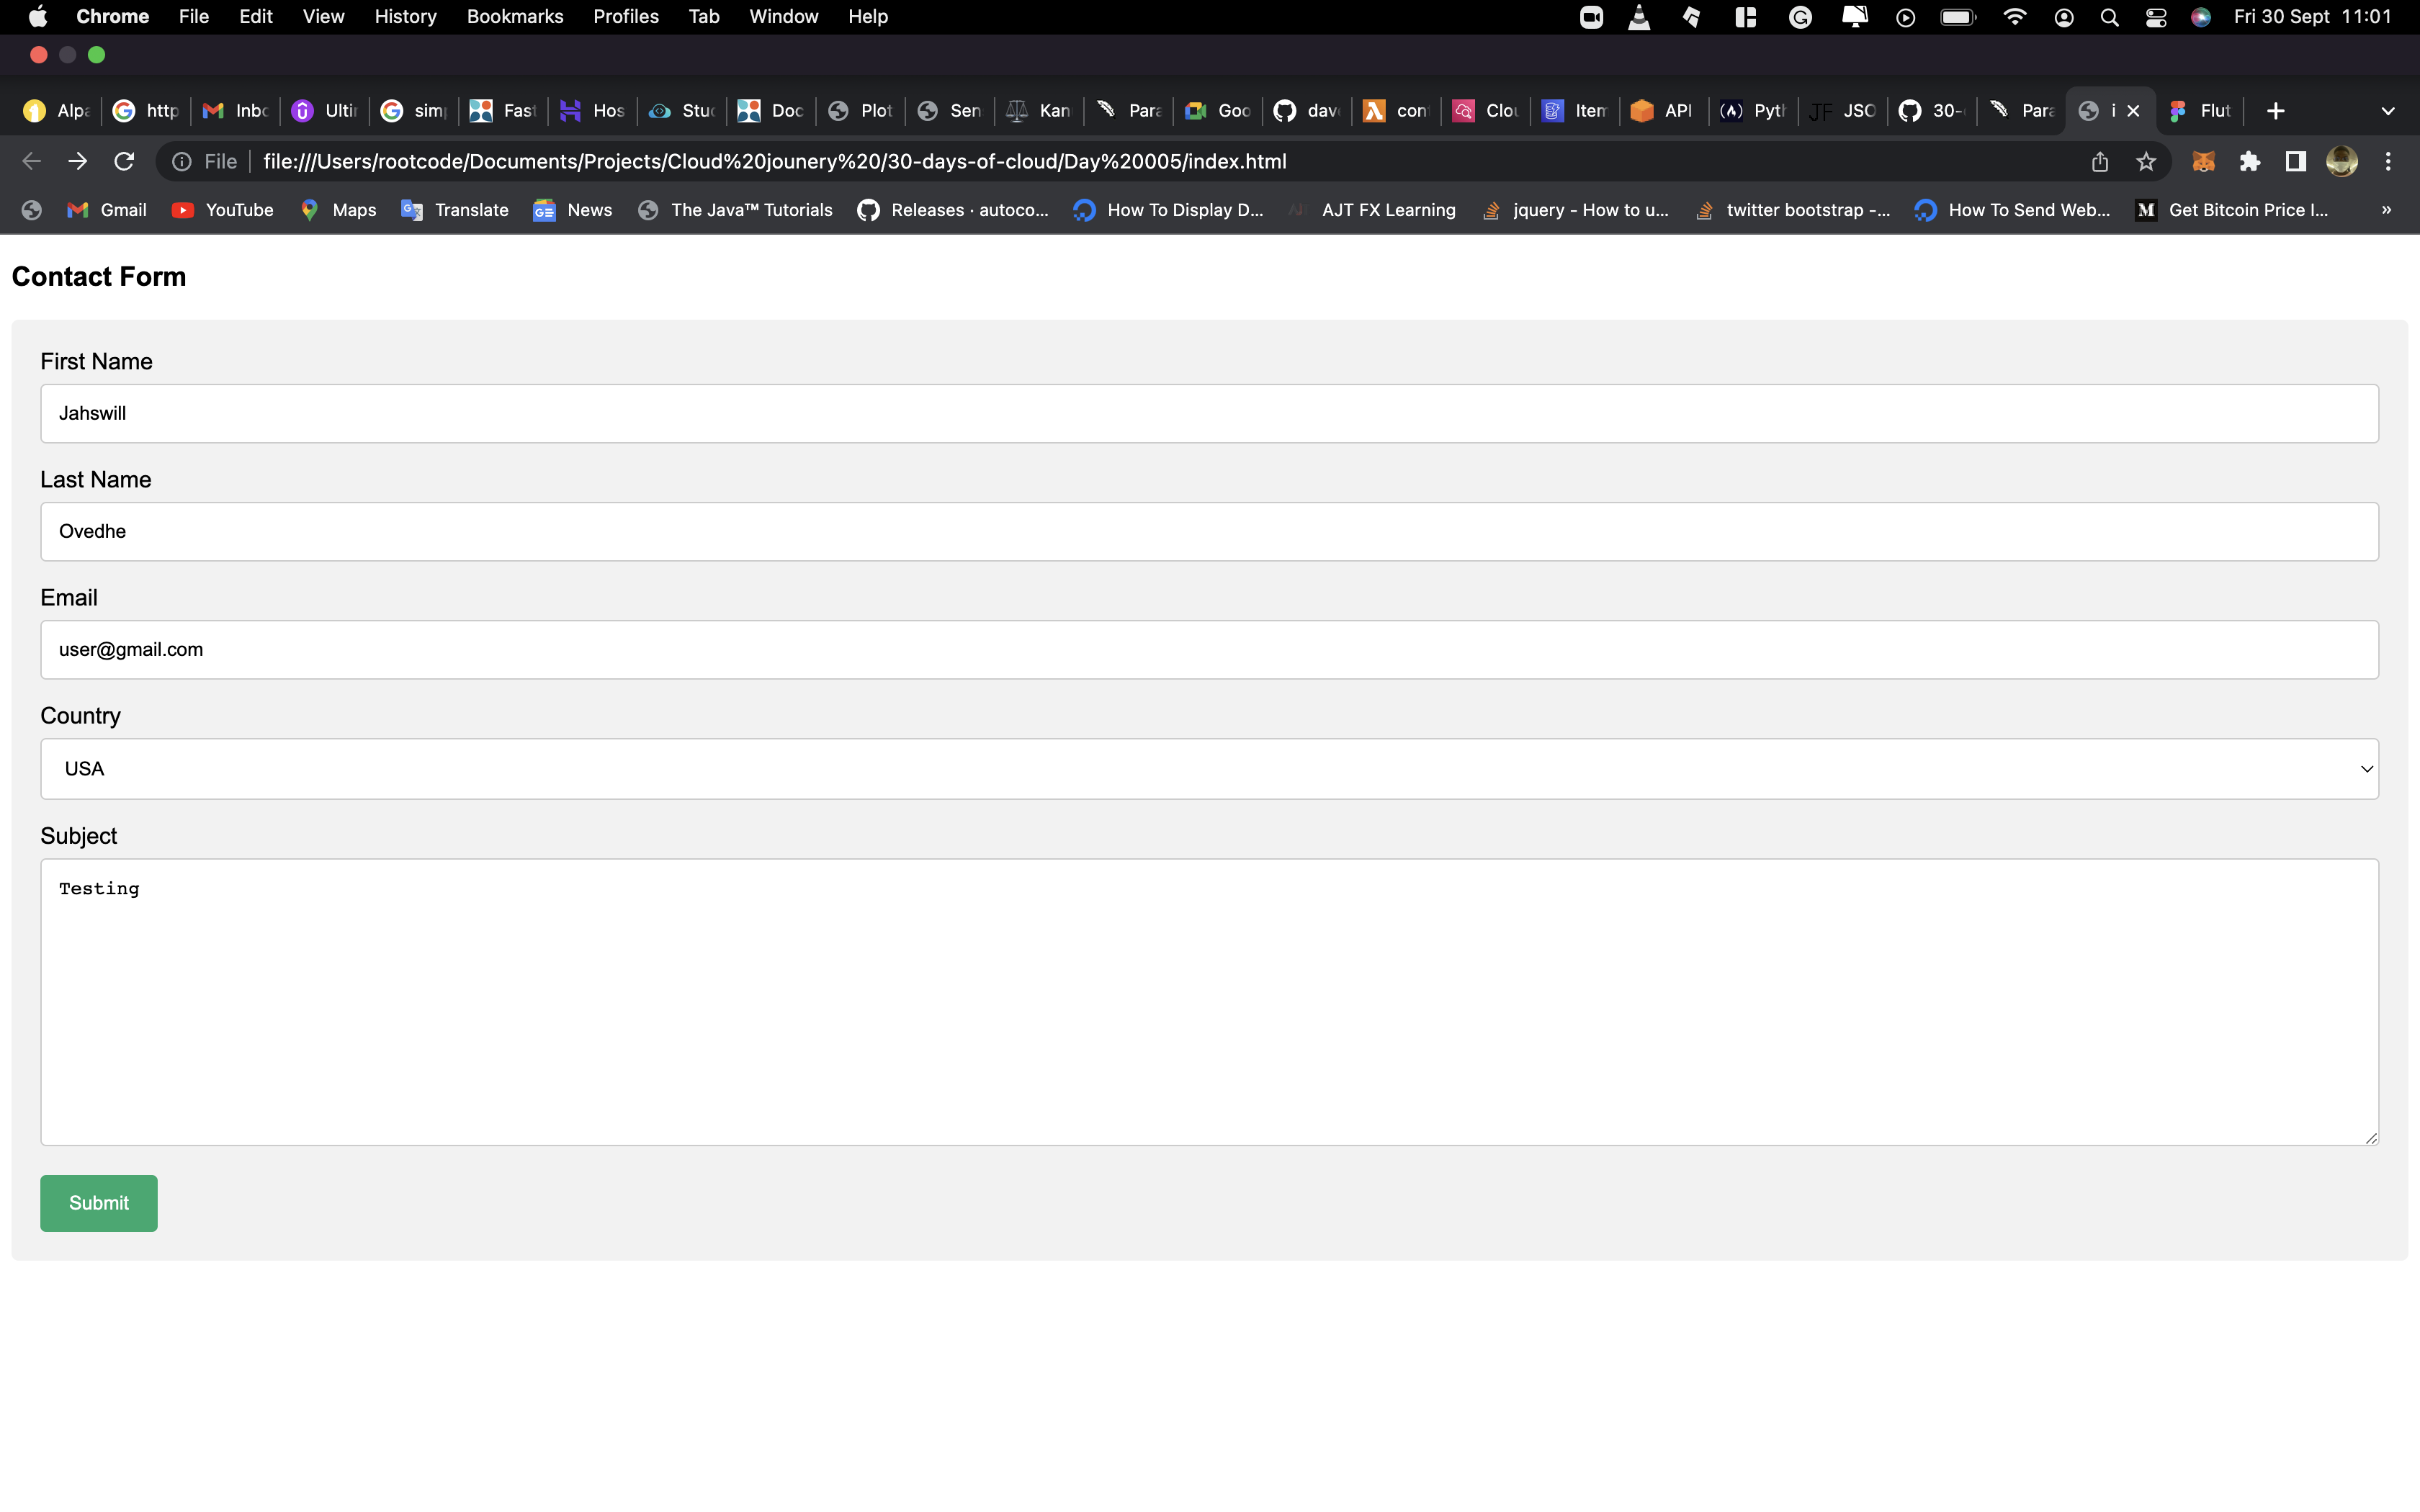 Chrome File Edit View History Bookmarks Profiles Tab Window Help Fri 30 Sept 11:01
Alpa http Inbo Ulti simp Fast Hos Stud Doc Plot Sen Kan Para Goo dav con Clou Item API Pyth JSO 30- Para i Flut
File file:///Users/rootcode/Documents/Projects/Cloud%20jounery%20/30-days-of-cloud/Day%20005/index.html
Gmail YouTube Maps Translate News The Java™ Tutorials Releases · autoco... How To Display D... AJT FX Learning jquery - How to u... twitter bootstrap -... How To Send Web... Get Bitcoin Price I... »
Contact Form
First Name
Jahswill
Last Name
Ovedhe
Email
user@gmail.com
Country
USA
Subject
Testing
Submit